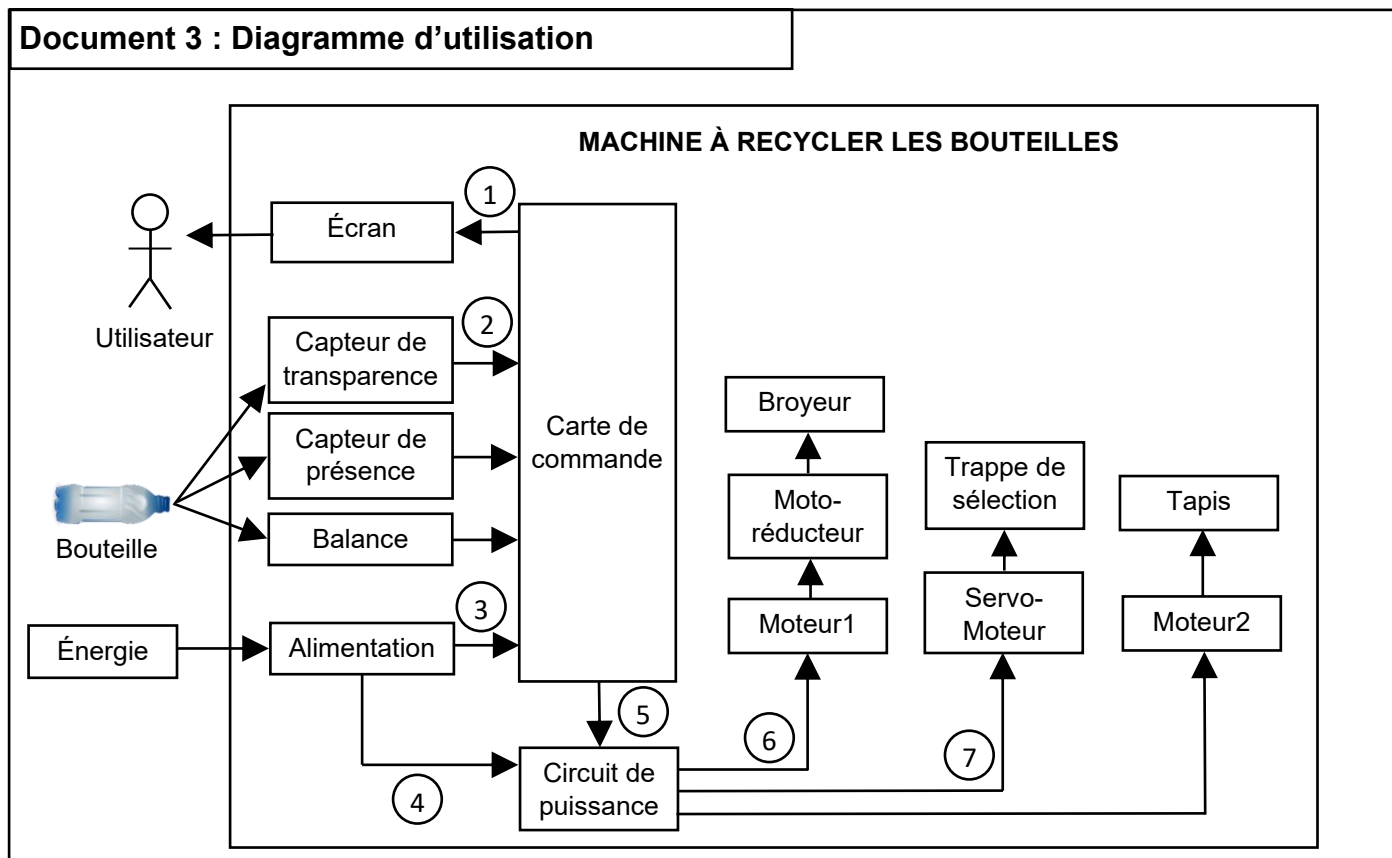 Document 3 : Diagramme d’utilisation
MACHINE À RECYCLER LES BOUTEILLES
1
Écran
Utilisateur
2
Capteur de
transparence
Capteur de
présence
Balance
Bouteille
Carte de
commande
3
Énergie
Alimentation
4
5
Circuit de
puissance
6
7
Broyeur
Moto-
réducteur
Moteur1
Trappe de
sélection
Servo-
Moteur
Tapis
Moteur2